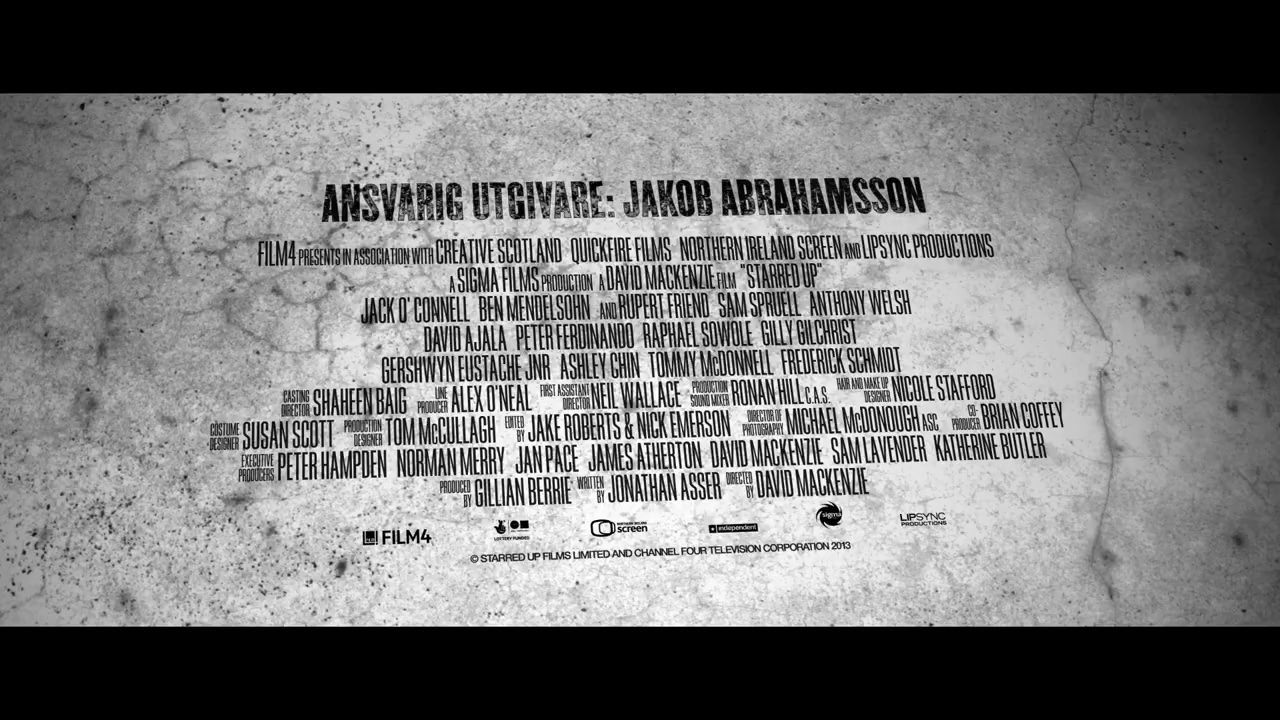 ANSVARIG UTGIVARE: JAKOB ABRAHAMSSON
FILM4 PRESENTS IN ASSOCIATION WITH CREATIVE SCOTLAND QUICKFIRE FILMS NORTHERN IRELAND SCREEN AND LIPSYNC PRODUCTIONS
A SIGMA FILMS PRODUCTION A DAVID MACKENZIE FILM "STARRED UP"
JACK O'CONNELL BEN MENDELSOHN AND RUPERT FRIEND SAM SPRUELL ANTHONY WELSH
DAVID AJALA PETER FERDINANDO RAPHAEL SOWOLE GILLY GILCHRIST
GERSHWYN EUSTACHE JNR ASHLEY CHIN TOMMY McDONNELL FREDERICK SCHMIDT
CASTING DIRECTOR SHAHEEN BAIG LINE PRODUCER ALEX O'NEAL FIRST ASSISTANT DIRECTOR NEIL WALLACE PRODUCTION SOUND MIXER RONAN HILL C.A.S. HAIR AND MAKE UP DESIGNER NICOLE STAFFORD
COSTUME DESIGNER SUSAN SCOTT PRODUCTION DESIGNER TOM McCULLAGH EDITED BY JAKE ROBERTS & NICK EMERSON DIRECTOR OF PHOTOGRAPHY MICHAEL McDONOUGH ASC CO-PRODUCER BRIAN COFFEY
EXECUTIVE PRODUCERS PETER HAMPDEN NORMAN MERRY JAN PACE JAMES ATHERTON DAVID MACKENZIE SAM LAVENDER KATHERINE BUTLER
PRODUCED BY GILLIAN BERRIE WRITTEN BY JONATHAN ASSER DIRECTED BY DAVID MACKENZIE
FILM4 LOTTERY FUNDED NORTHERN IRELAND screen independent sigma LIPSYNC PRODUCTIONS
© STARRED UP FILMS LIMITED AND CHANNEL FOUR TELEVISION CORPORATION 2013